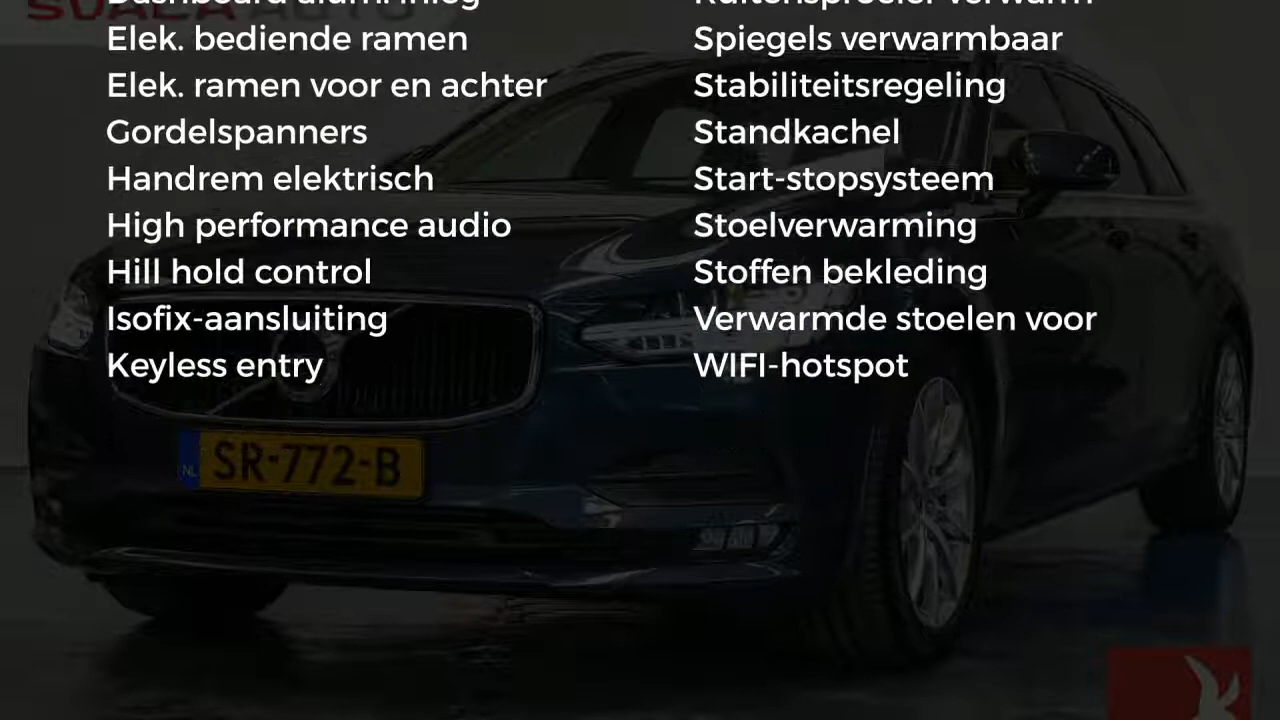 Elek. bediende ramen
Elek. ramen voor en achter
Gordelspanners
Handrem elektrisch
High performance audio
Hill hold control
Isofix-aansluiting
Keyless entry
Spiegels verwarmbaar
Stabiliteitsregeling
Standkachel
Start-stopsysteem
Stoelverwarming
Stoffen bekleding
Verwarmde stoelen voor
WIFI-hotspot
NL SR-772-B